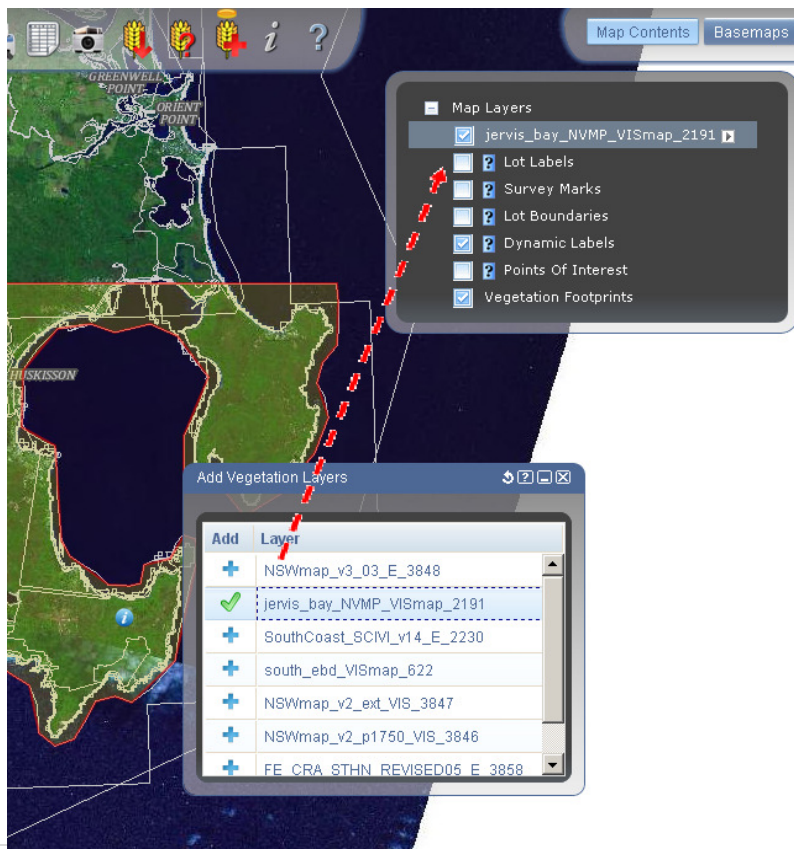 Map Contents
Basemaps
GREENWELL
POINT
ORIENT
POINT
Map Layers
jervis_bay_NVMP_VISmap_2191
Lot Labels
Survey Marks
Lot Boundaries
Dynamic Labels
Points Of Interest
Vegetation Footprints
HUSKISSON
Add Vegetation Layers
Add Layer
NSWmap_v3_03_E_3848
jervis_bay_NVMP_VISmap_2191
SouthCoast_SCIVI_v14_E_2230
south_ebd_VISmap_622
NSWmap_v2_ext_VIS_3847
NSWmap_v2_p1750_VIS_3846
FE_CRA_STHN_REVISED05_E_3858